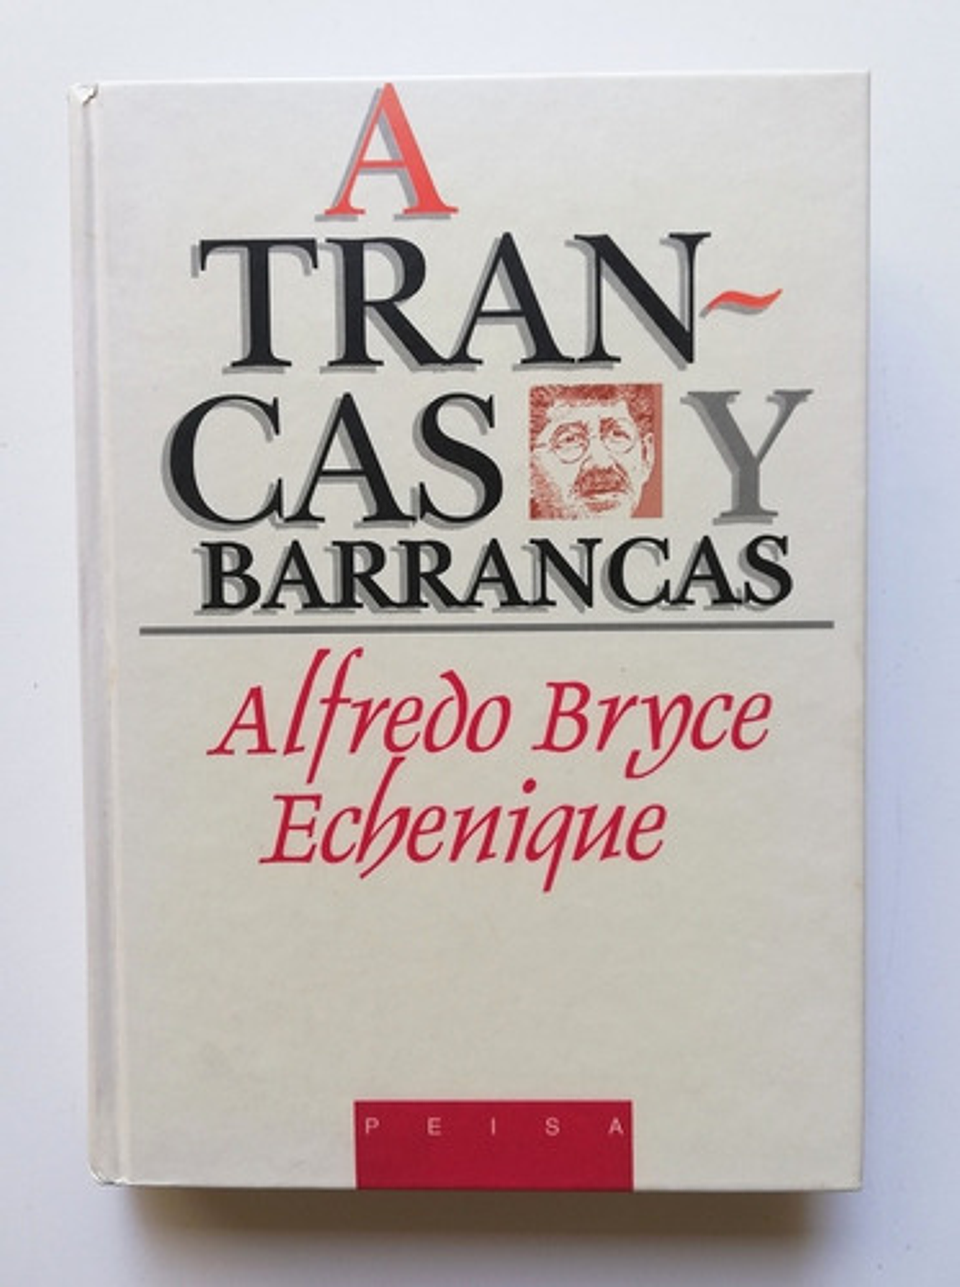 A
TRAN~
CAS Y
BARRANCAS
Alfredo Bryce
Echenique
PEISA